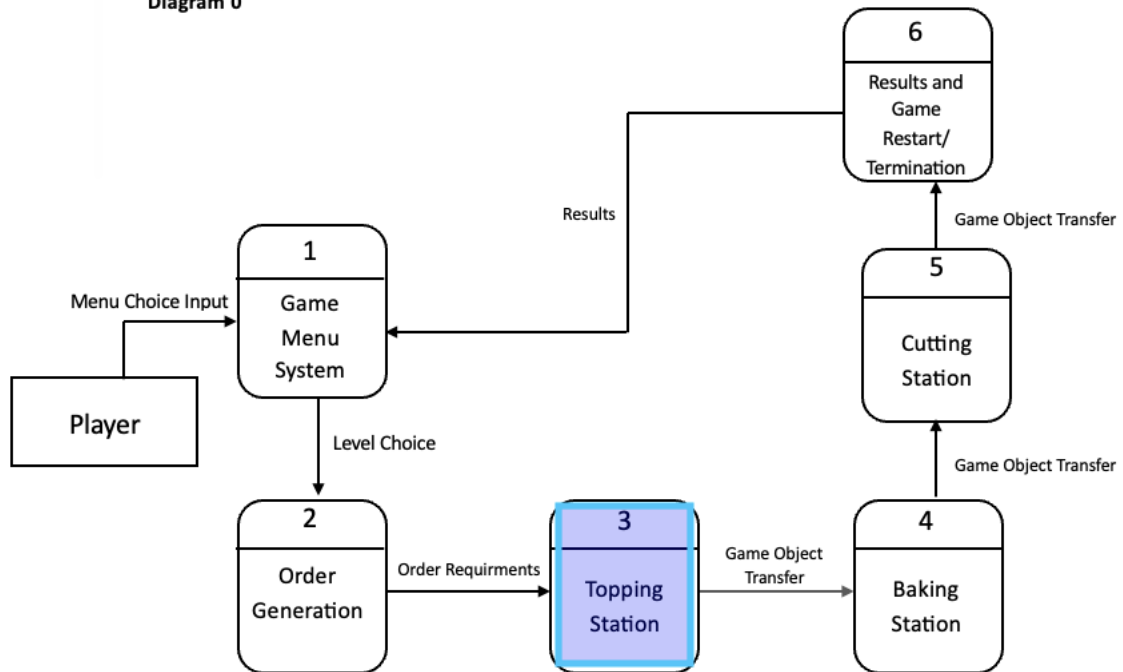 Diagram 0
6
Results and
Game
Restart/
Termination
Results
Game Object Transfer
1
Game
Menu
System
Menu Choice Input
5
Cutting
Station
Player
Level Choice
Game Object Transfer
2
Order
Generation
Order Requirments
3
Topping
Station
Game Object
Transfer
4
Baking
Station